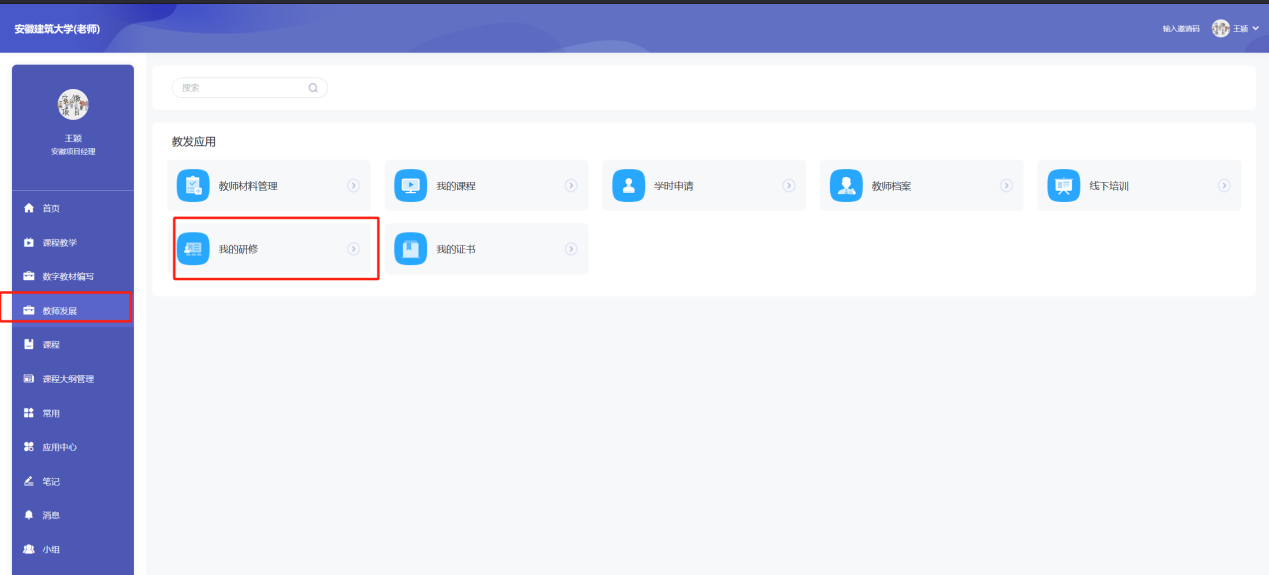 安徽建筑大学(老师)
输入邀请码
王颖
王颖
安徽项目经理
首页
课程教学
数字教材编写
教师发展
课程
课程大纲管理
常用
应用中心
笔记
消息
小组
搜索
教发应用
教师材料管理
我的课程
学时申请
教师档案
线下培训
我的研修
我的证书